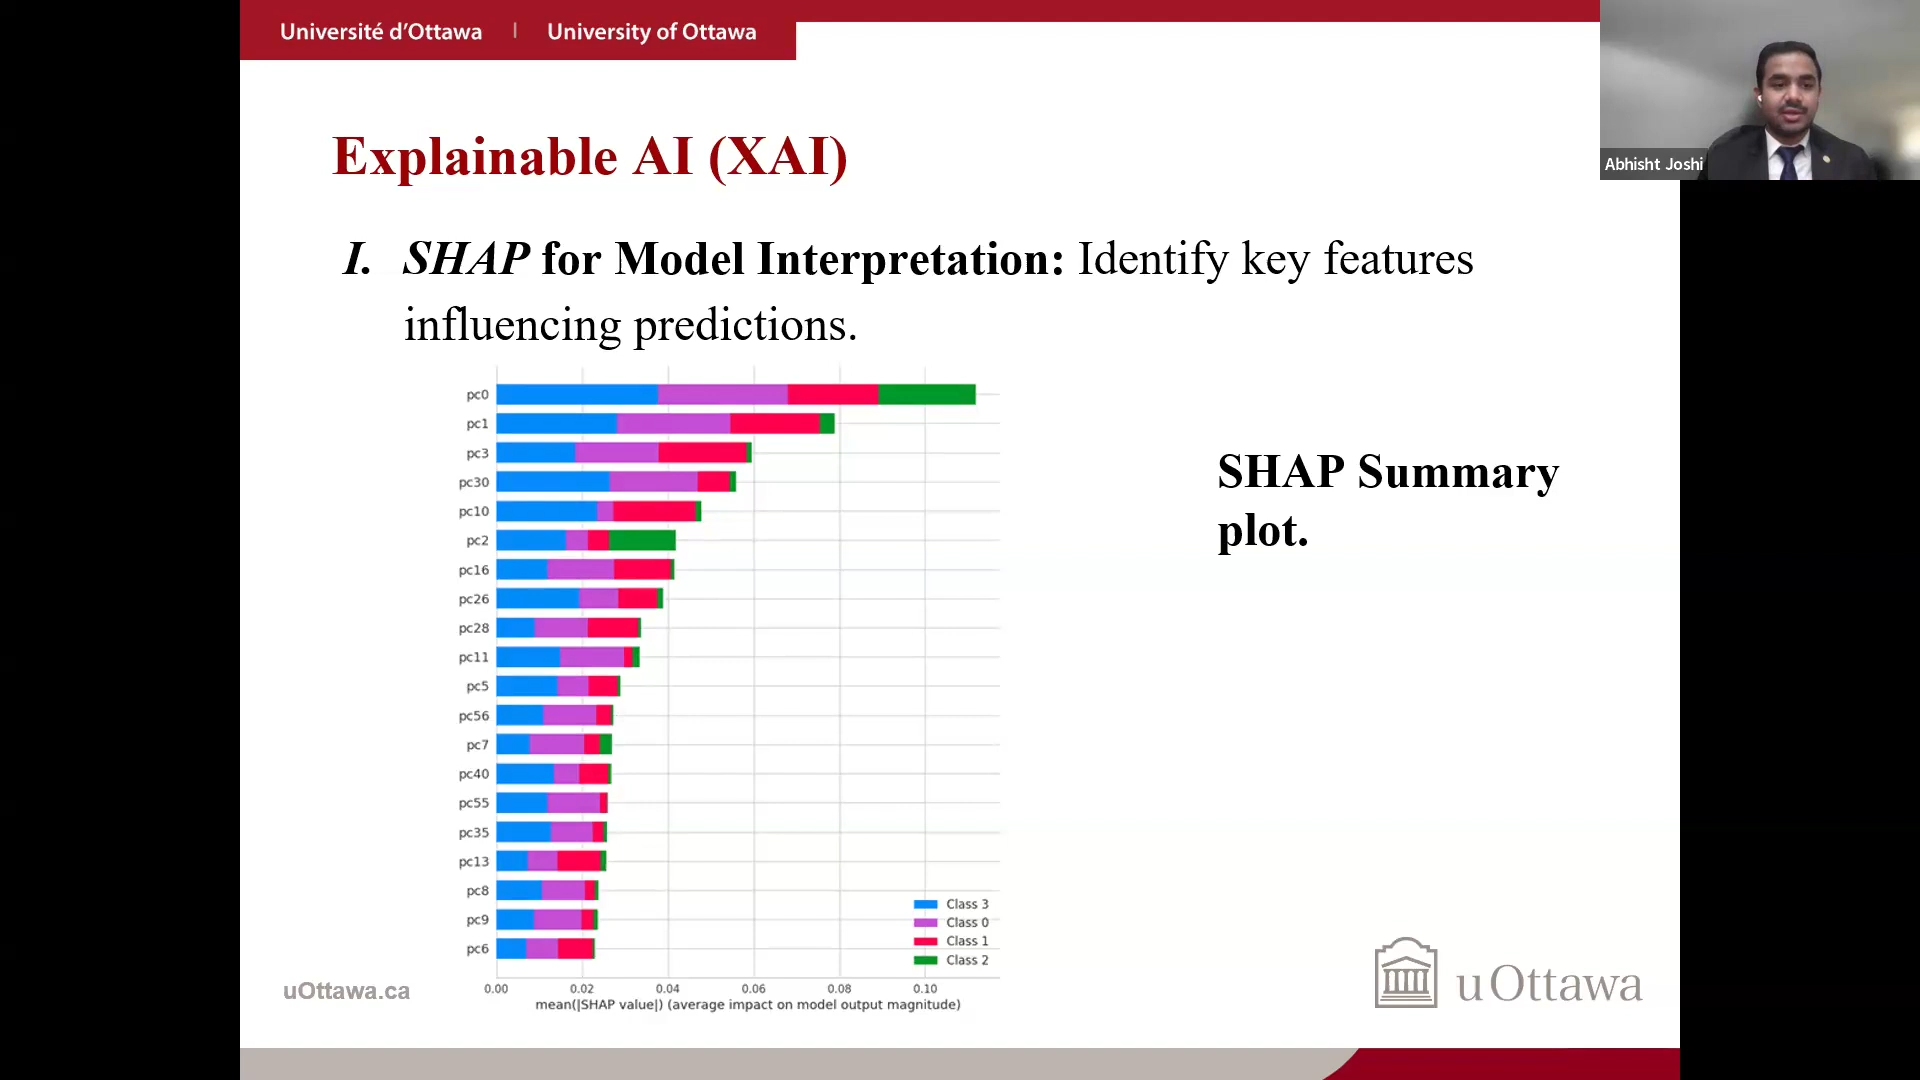 Université d'Ottawa | University of Ottawa
Abhisht Joshi
Explainable AI (XAI)
I. SHAP for Model Interpretation: Identify key features
influencing predictions.
pc0
pc1
pc3
pc30
pc10
pc2
pc16
pc26
pc28
pc11
pc5
pc56
pc7
pc40
pc55
pc35
pc13
pc8
pc9
pc6
Class 3
Class 0
Class 1
Class 2
0.00 0.02 0.04 0.06 0.08 0.10
mean(|SHAP value|) (average impact on model output magnitude)
SHAP Summary
plot.
uOttawa.ca
uOttawa